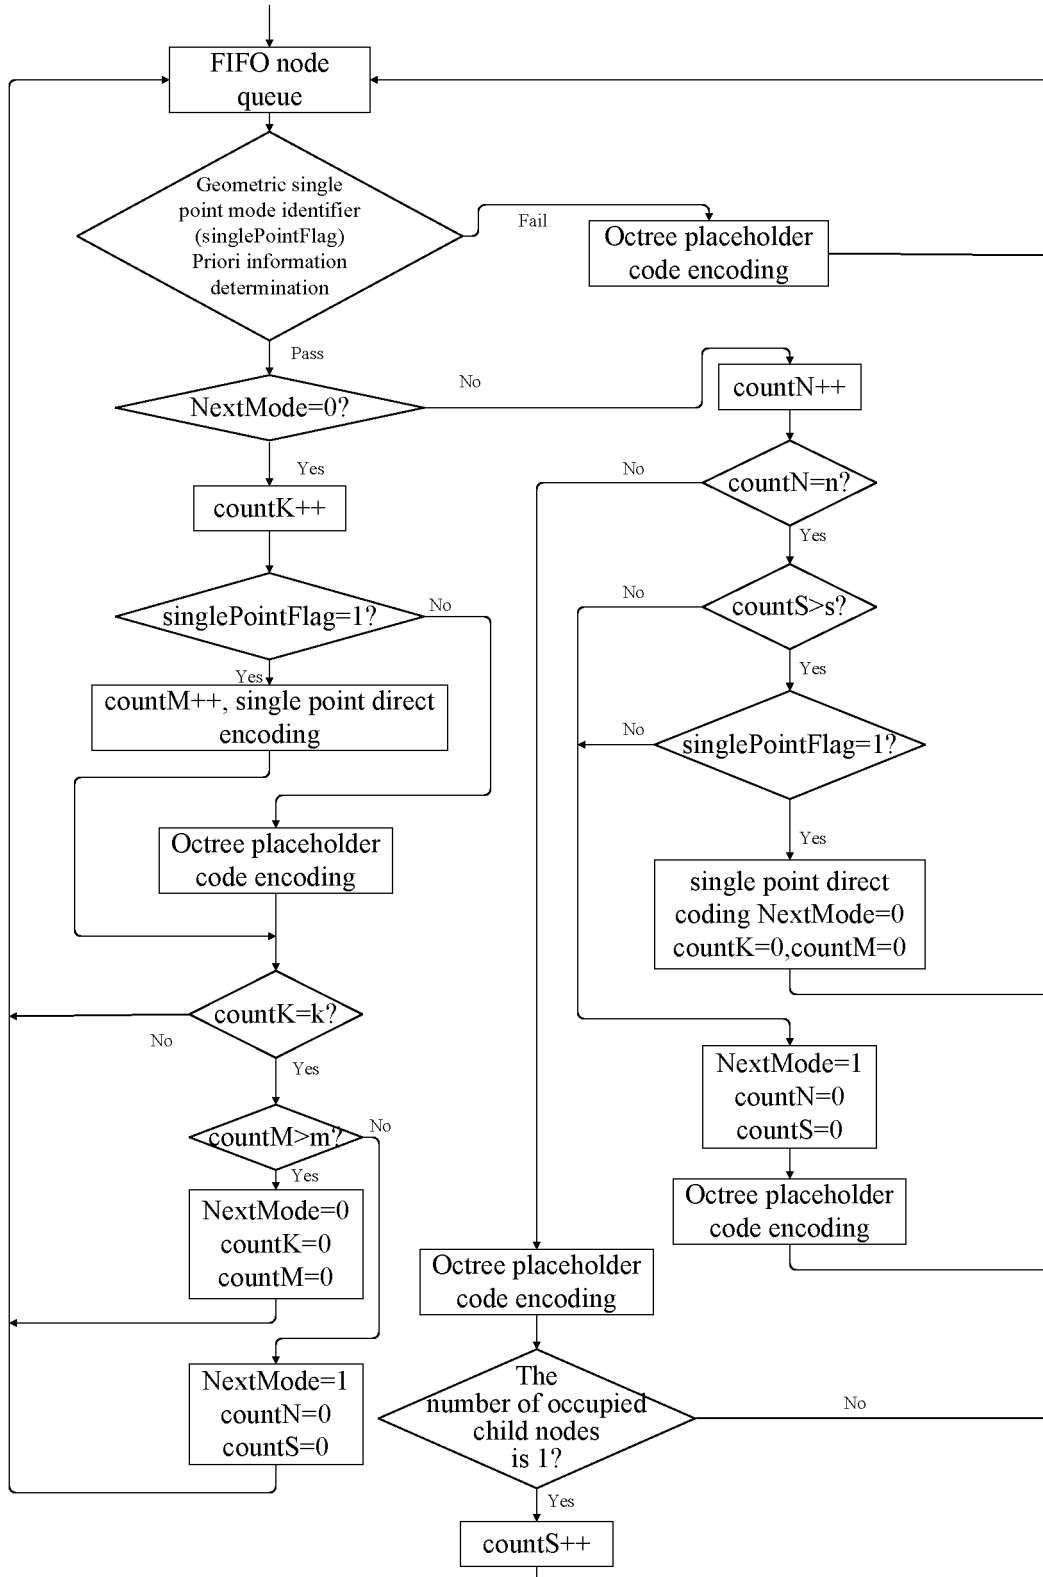 FIFO node
queue
Geometric single
point mode identifier
(singlePointFlag)
Priori information
determination
Fail
Octree placeholder
code encoding
Pass
NextMode=0?
No
countN++
Yes
countK++
No
countN=n?
Yes
singlePointFlag=1?
No
No
countS>s?
Yes
Yes
countM++, single point direct
encoding
No
singlePointFlag=1?
Yes
Octree placeholder
code encoding
single point direct
coding NextMode=0
countK=0,countM=0
countK=k?
No
Yes
NextMode=1
countN=0
countS=0
countM>m?
No
Yes
Octree placeholder
code encoding
NextMode=0
countK=0
countM=0
Octree placeholder
code encoding
NextMode=1
countN=0
countS=0
The
number of occupied
child nodes
is 1?
No
Yes
countS++